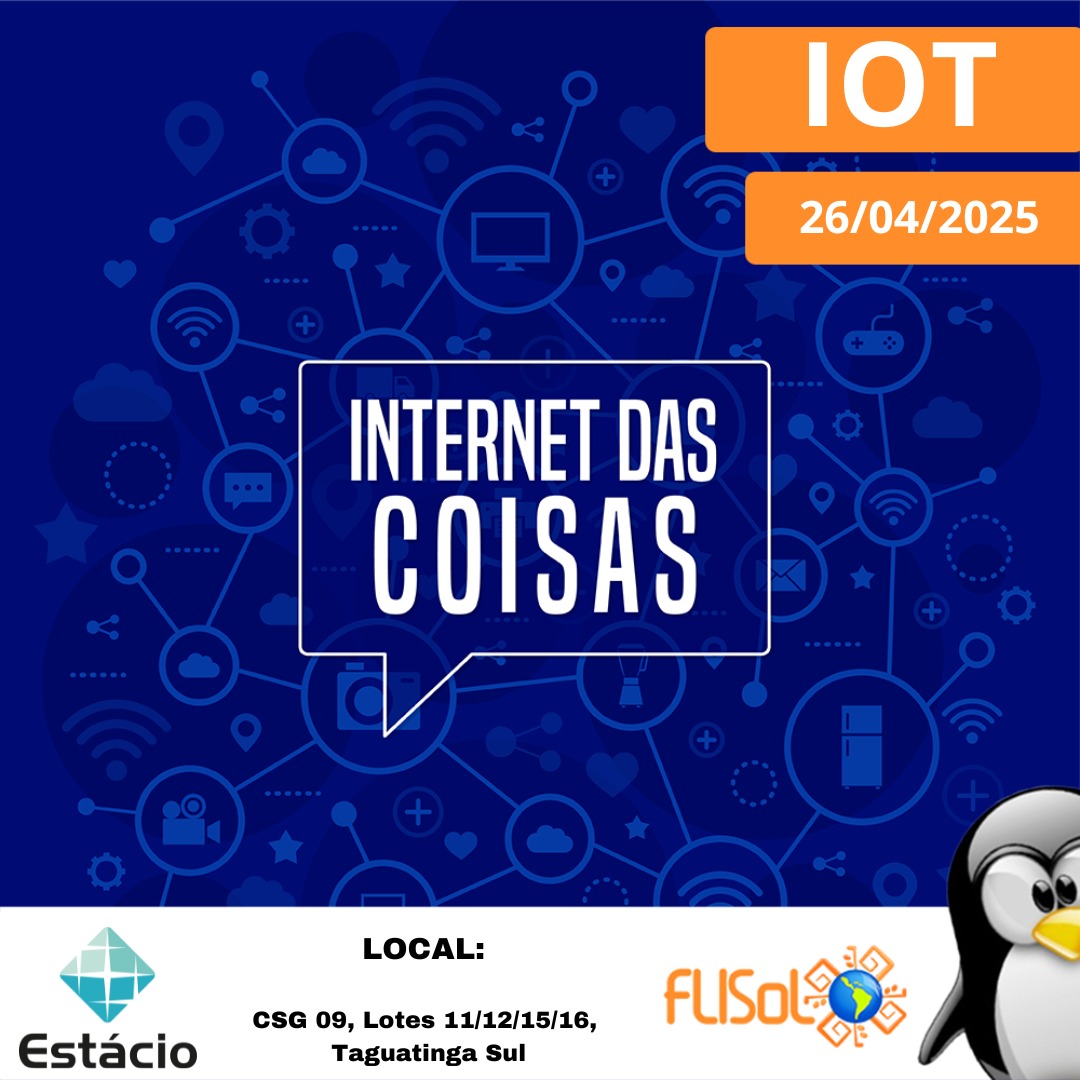 IOT
26/04/2025
INTERNET DAS
COISAS
LOCAL:
CSG 09, Lotes 11/12/15/16,
Taguatinga Sul
Estácio
FLISoL